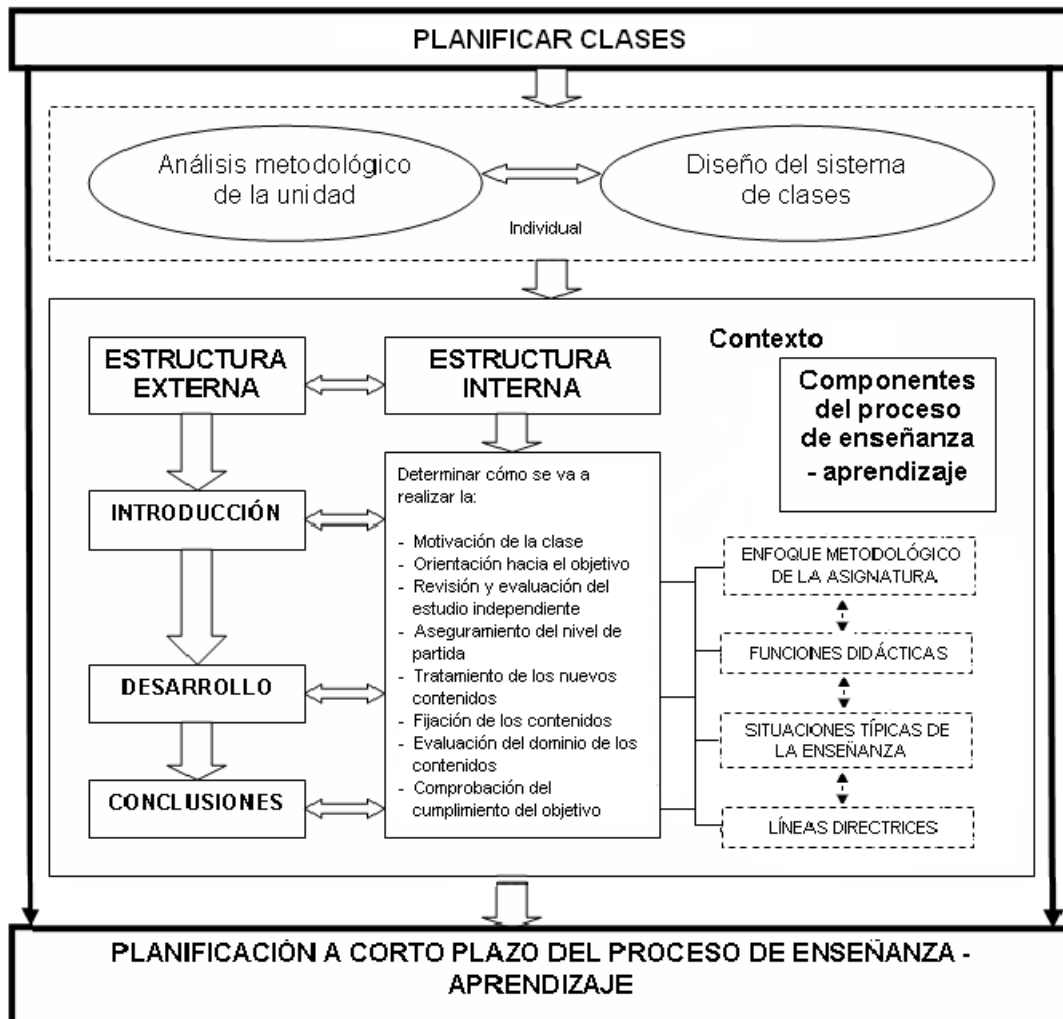 PLANIFICAR CLASES
Análisis metodológico
de la unidad
Diseño del sistema
de clases
Individual
Contexto
ESTRUCTURA
EXTERNA
ESTRUCTURA
INTERNA
Componentes
del proceso
de enseñanza
- aprendizaje
INTRODUCCIÓN
DESARROLLO
CONCLUSIONES
Determinar cómo se va a
realizar la:
- Motivación de la clase
- Orientación hacia el objetivo
- Revisión y evaluación del
estudio independiente
- Aseguramiento del nivel de
partida
- Tratamiento de los nuevos
contenidos
- Fijación de los contenidos
- Evaluación del dominio de los
contenidos
- Comprobación del
cumplimiento del objetivo
ENFOQUE METODOLÓGICO
DE LA ASIGNATURA
FUNCIONES DIDÁCTICAS
SITUACIONES TÍPICAS DE
LA ENSEÑANZA
LÍNEAS DIRECTRICES
PLANIFICACIÓN A CORTO PLAZO DEL PROCESO DE ENSEÑANZA -
APRENDIZAJE